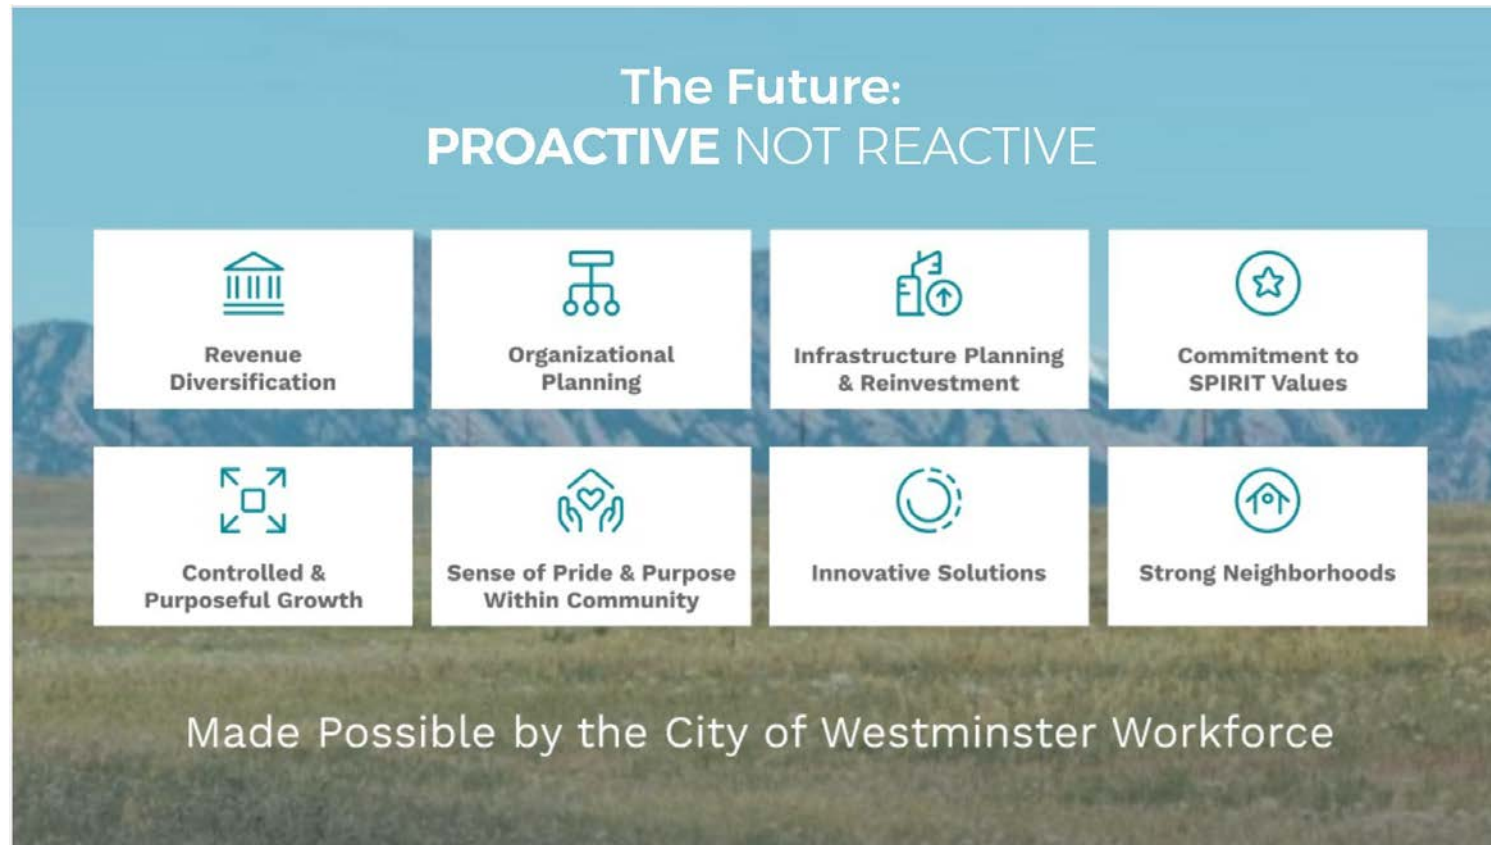 The Future:
PROACTIVE NOT REACTIVE
Revenue
Diversification
Organizational
Planning
Infrastructure Planning
& Reinvestment
Commitment to
SPIRIT Values
Controlled &
Purposeful Growth
Sense of Pride & Purpose
Within Community
Innovative Solutions
Strong Neighborhoods
Made Possible by the City of Westminster Workforce